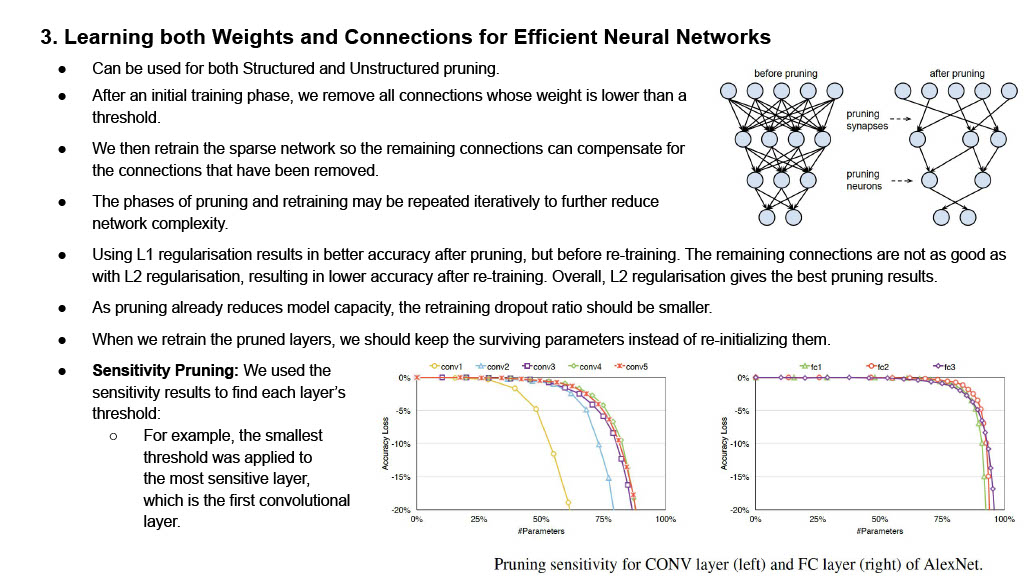 3. Learning both Weights and Connections for Efficient Neural Networks
● Can be used for both Structured and Unstructured pruning.
● After an initial training phase, we remove all connections whose weight is lower than a
threshold.
● We then retrain the sparse network so the remaining connections can compensate for
the connections that have been removed.
● The phases of pruning and retraining may be repeated iteratively to further reduce
network complexity.
before pruning
after pruning
pruning
synapses
pruning
neurons
● Using L1 regularisation results in better accuracy after pruning, but before re-training. The remaining connections are not as good as
with L2 regularisation, resulting in lower accuracy after re-training. Overall, L2 regularisation gives the best pruning results.
● As pruning already reduces model capacity, the retraining dropout ratio should be smaller.
● When we retrain the pruned layers, we should keep the surviving parameters instead of re-initializing them.
● Sensitivity Pruning: We used the
sensitivity results to find each layer's
threshold:
○ For example, the smallest
threshold was applied to
the most sensitive layer,
which is the first convolutional
layer.
conv1 conv2 conv3 conv4 conv5
0%
-5%
-10%
-15%
-20%
Accuracy Loss
0% 25% 50% 75% 100%
#Parameters
fc1 fc2 fc3
0%
-5%
-10%
-15%
-20%
Accuracy Loss
0% 25% 50% 75% 100%
#Parameters
Pruning sensitivity for CONV layer (left) and FC layer (right) of AlexNet.